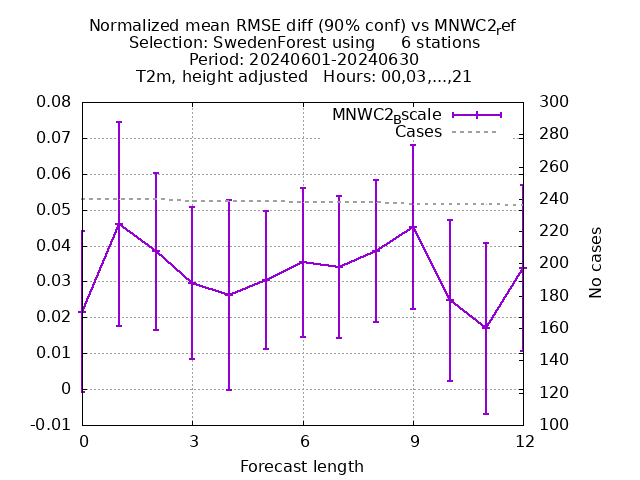 Normalized mean RMSE diff (90% conf) vs MNWC2ref
Selection: SwedenForest using 6 stations
Period: 20240601-20240630
T2m, height adjusted Hours: 00,03,...,21
MNWC2Bscale
Cases
0.08
0.07
0.06
0.05
0.04
0.03
0.02
0.01
0
-0.01
300
280
260
240
220
200
180
160
140
120
100
No cases
0 3 6 9 12
Forecast length